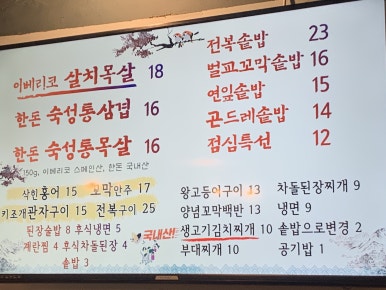 이베리코 살치목살 18
한돈 숙성통삼겹 16
한돈 숙성통목살 16
150g, 이베리코 스페인산, 한돈 국내산
전복솥밥 23
벌교꼬막솥밥 16
연잎솥밥 15
곤드레솥밥 14
점심특선 12
삭힌홍어 15 꼬막안주 17
키조개관자구이 15 전복구이 25
된장술밥 8 후식냉면 5
계란찜 4 후식차돌된장 4
솥밥 3
왕고등어구이 13 차돌된장찌개 9
양념꼬막백반 13 냉면 9
국내산! 생고기김치찌개 10 솥밥으로변경 2
부대찌개 10 공기밥 1